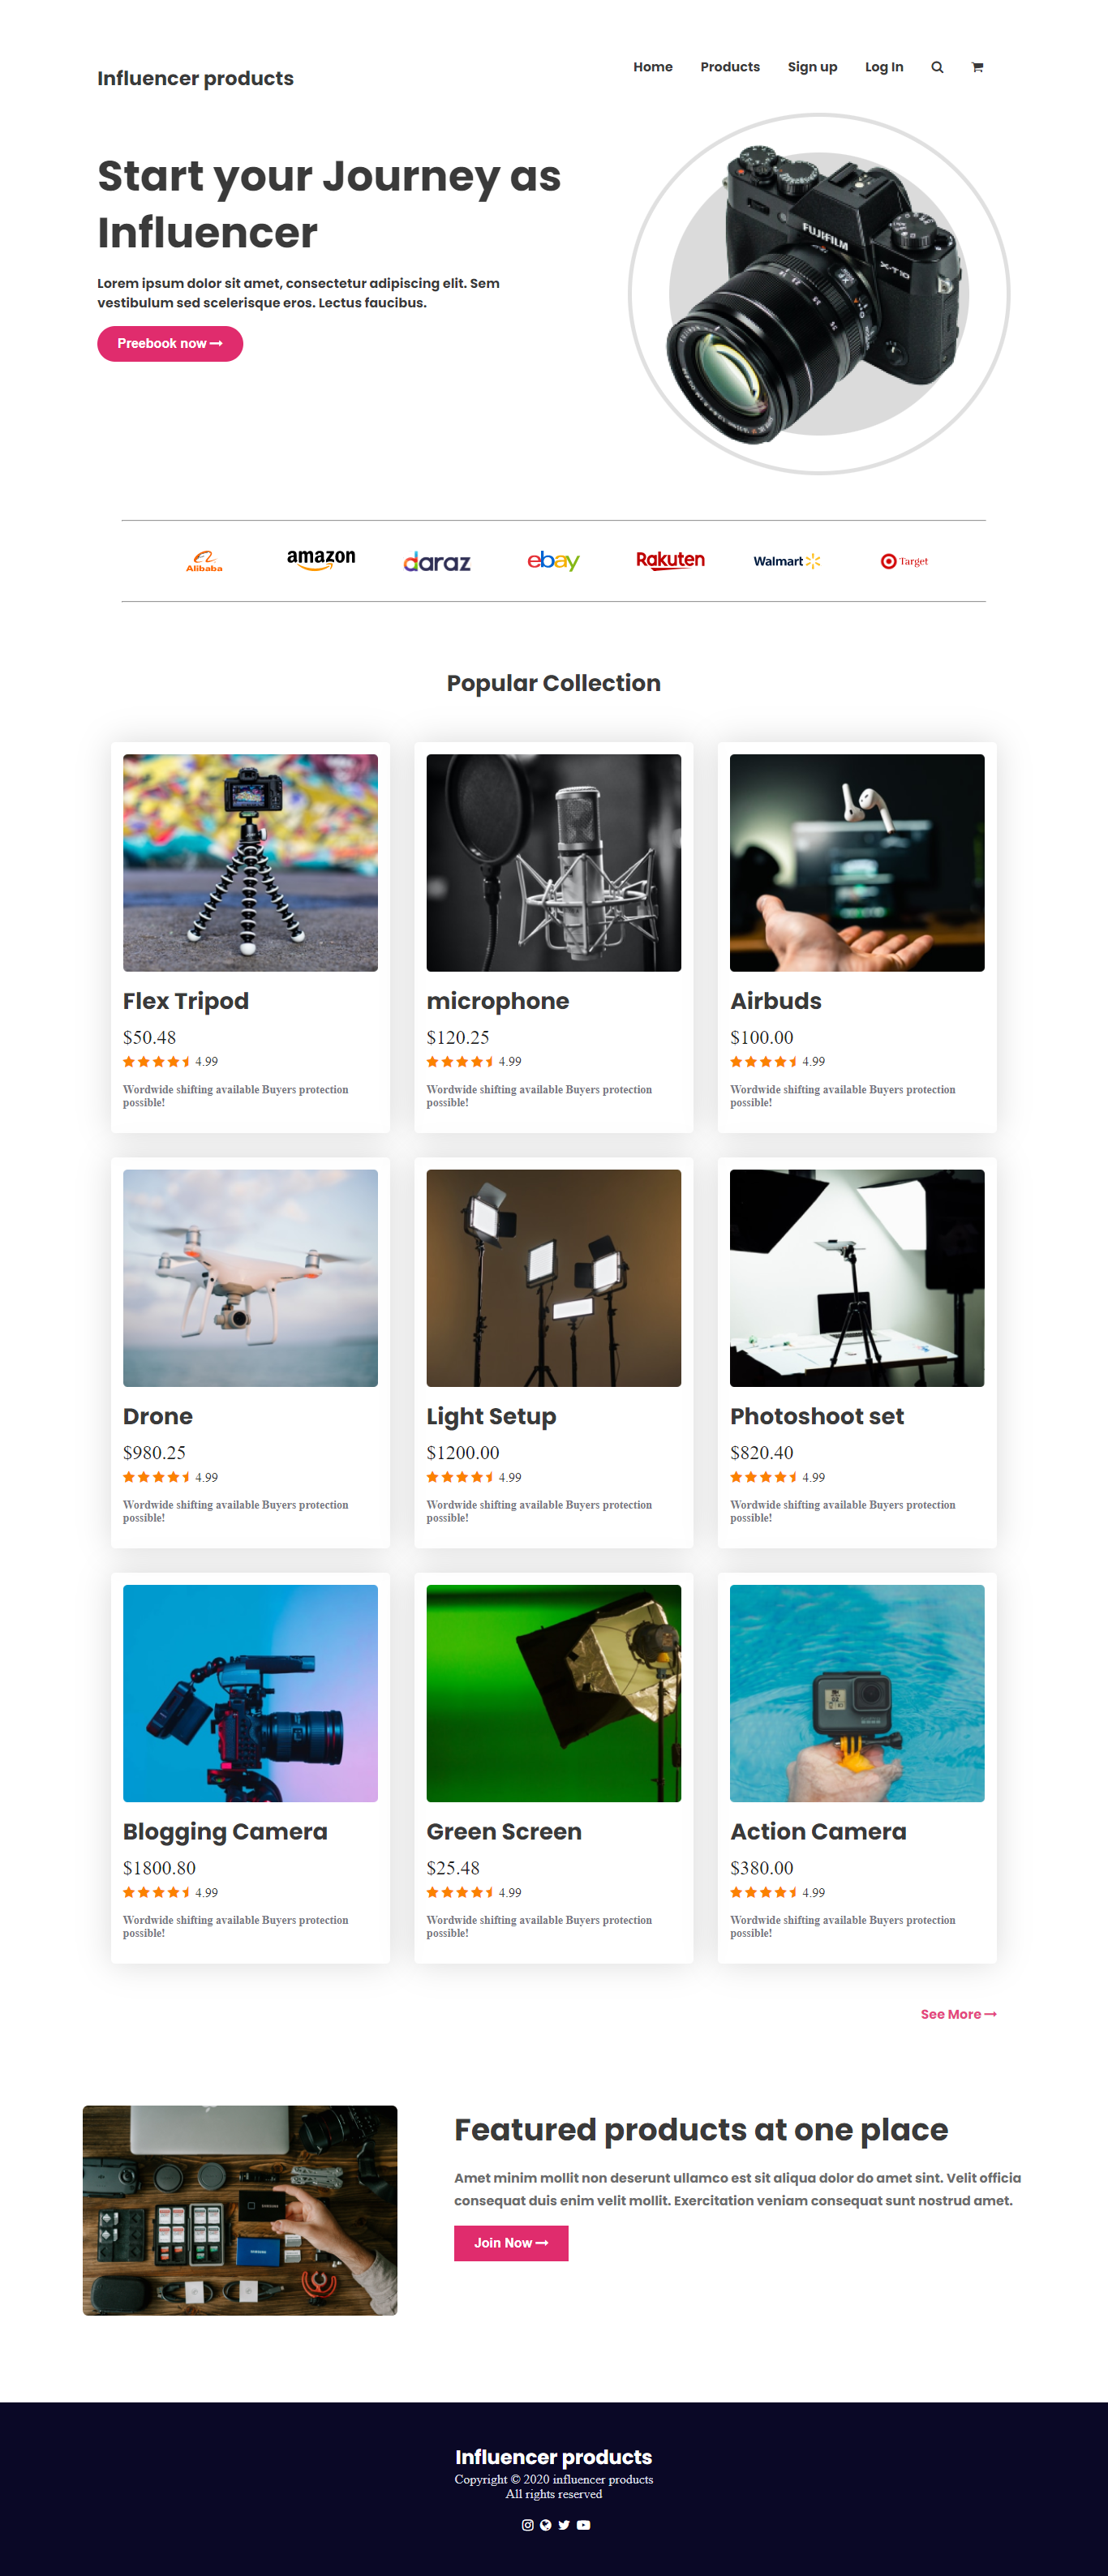 Influencer products
Home Products Sign up Log In
Start your Journey as
Influencer
Lorem ipsum dolor sit amet, consectetur adipiscing elit. Sem
vestibulum sed scelerisque eros. Lectus faucibus.
Preebook now
FUJIFILM
X-T10
Alibaba amazon daraz ebay Rakuten Walmart Target
Popular Collection
Flex Tripod
$50.48
4.99
Wordwide shifting available Buyers protection
possible!
microphone
$120.25
4.99
Wordwide shifting available Buyers protection
possible!
Airbuds
$100.00
4.99
Wordwide shifting available Buyers protection
possible!
Drone
$980.25
4.99
Wordwide shifting available Buyers protection
possible!
Light Setup
$1200.00
4.99
Wordwide shifting available Buyers protection
possible!
Photoshoot set
$820.40
4.99
Wordwide shifting available Buyers protection
possible!
Blogging Camera
$1800.80
4.99
Wordwide shifting available Buyers protection
possible!
Green Screen
$25.48
4.99
Wordwide shifting available Buyers protection
possible!
Action Camera
$380.00
4.99
Wordwide shifting available Buyers protection
possible!
See More
Featured products at one place
Amet minim mollit non deserunt ullamco est sit aliqua dolor do amet sint. Velit officia
consequat duis enim velit mollit. Exercitation veniam consequat sunt nostrud amet.
Join Now
Influencer products
Copyright © 2020 influencer products
All rights reserved